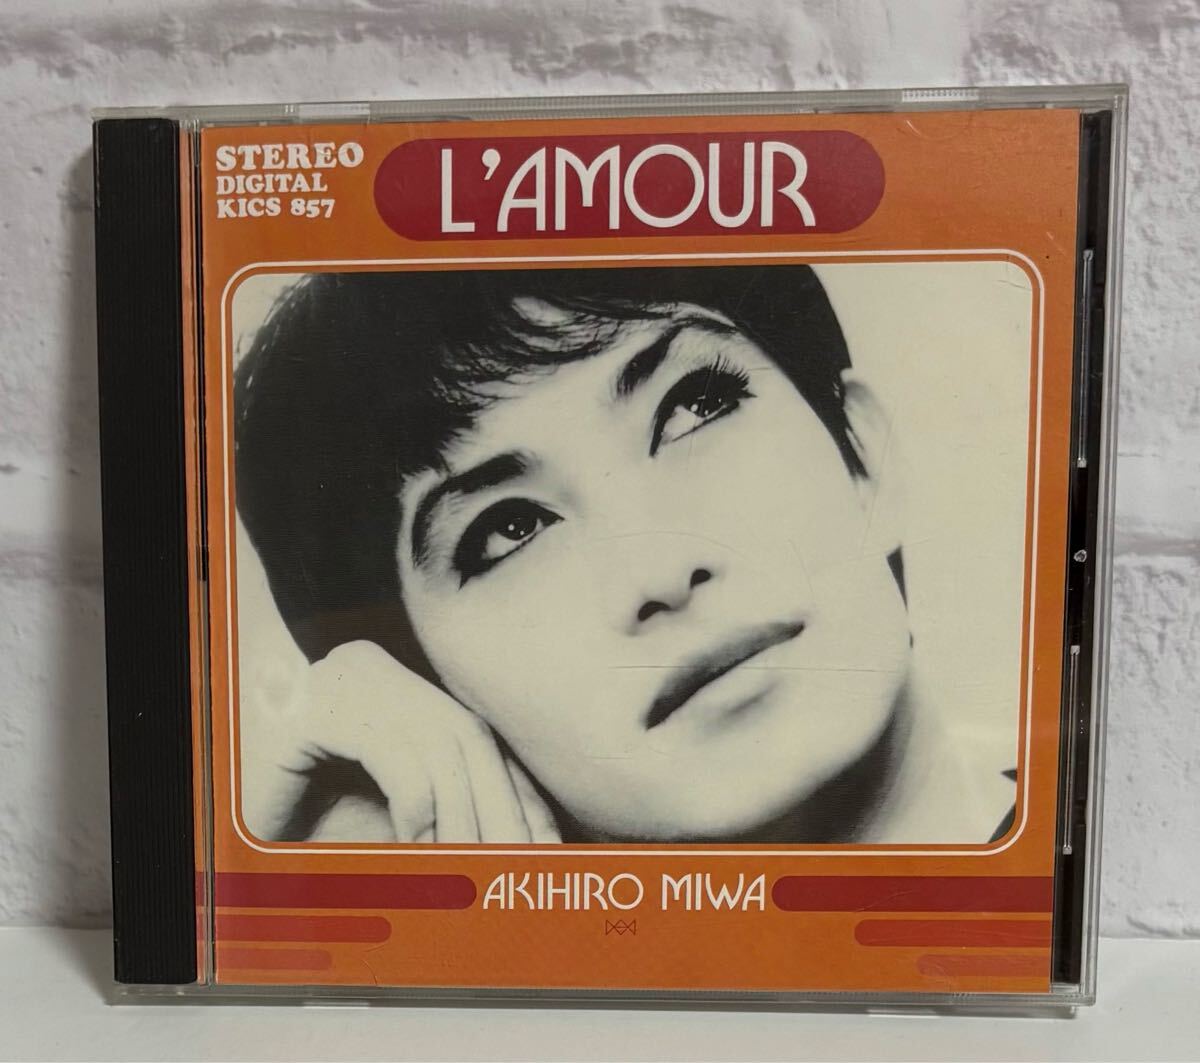 STEREO
DIGITAL
KICS 857
L'AMOUR
AKIHIRO MIWA